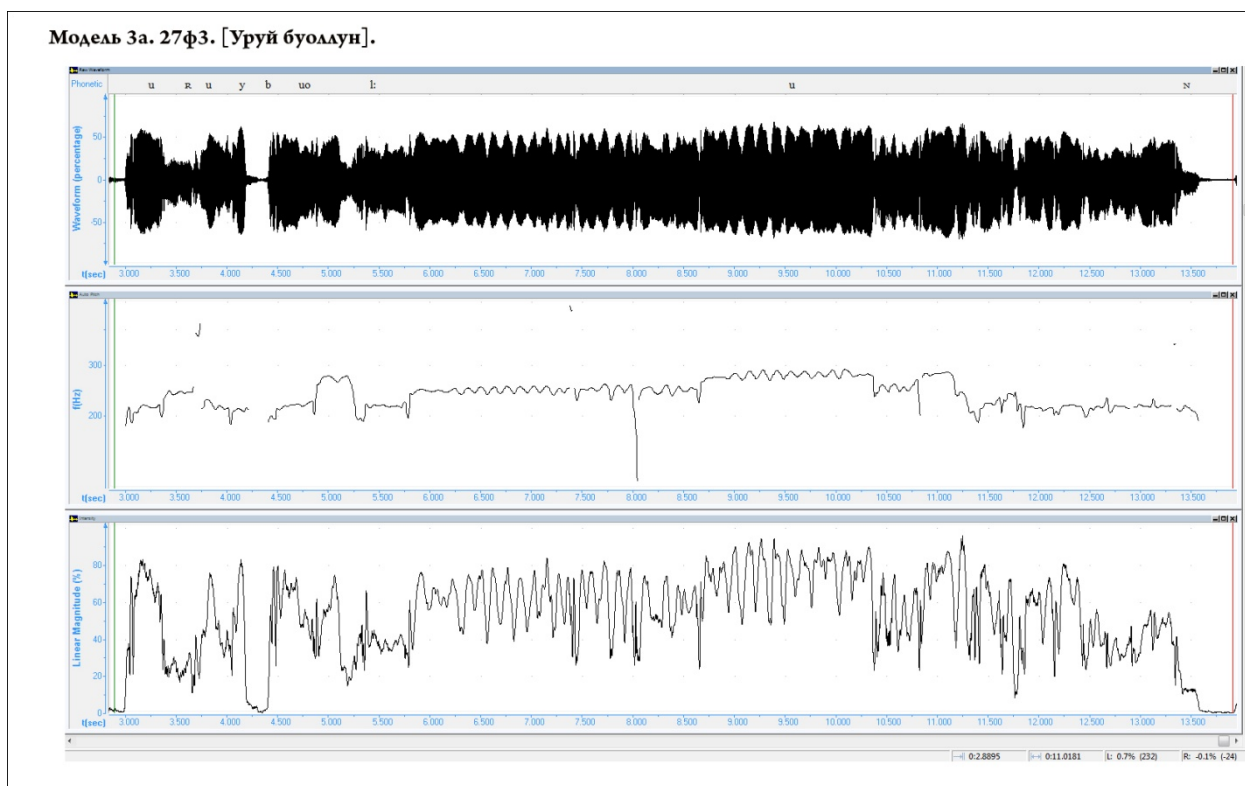 Модель 3а. 27ф3. [Уруй буоллун].
Raw Waveform
Phonetic u R u y b uo l: u N
Waveform (percentage)
50
0
-50
t(sec) 3.000 3.500 4.000 4.500 5.000 5.500 6.000 6.500 7.000 7.500 8.000 8.500 9.000 9.500 10.000 10.500 11.000 11.500 12.000 12.500 13.000 13.500
Auto Pitch
f(Hz)
300
200
t(sec) 3.000 3.500 4.000 4.500 5.000 5.500 6.000 6.500 7.000 7.500 8.000 8.500 9.000 9.500 10.000 10.500 11.000 11.500 12.000 12.500 13.000 13.500
Intensity
Linear Magnitude (%)
80
60
40
20
0
t(sec) 3.000 3.500 4.000 4.500 5.000 5.500 6.000 6.500 7.000 7.500 8.000 8.500 9.000 9.500 10.000 10.500 11.000 11.500 12.000 12.500 13.000 13.500
0:2.8895 0:11.0181 L: 0.7% (232) R: -0.1% (-24)